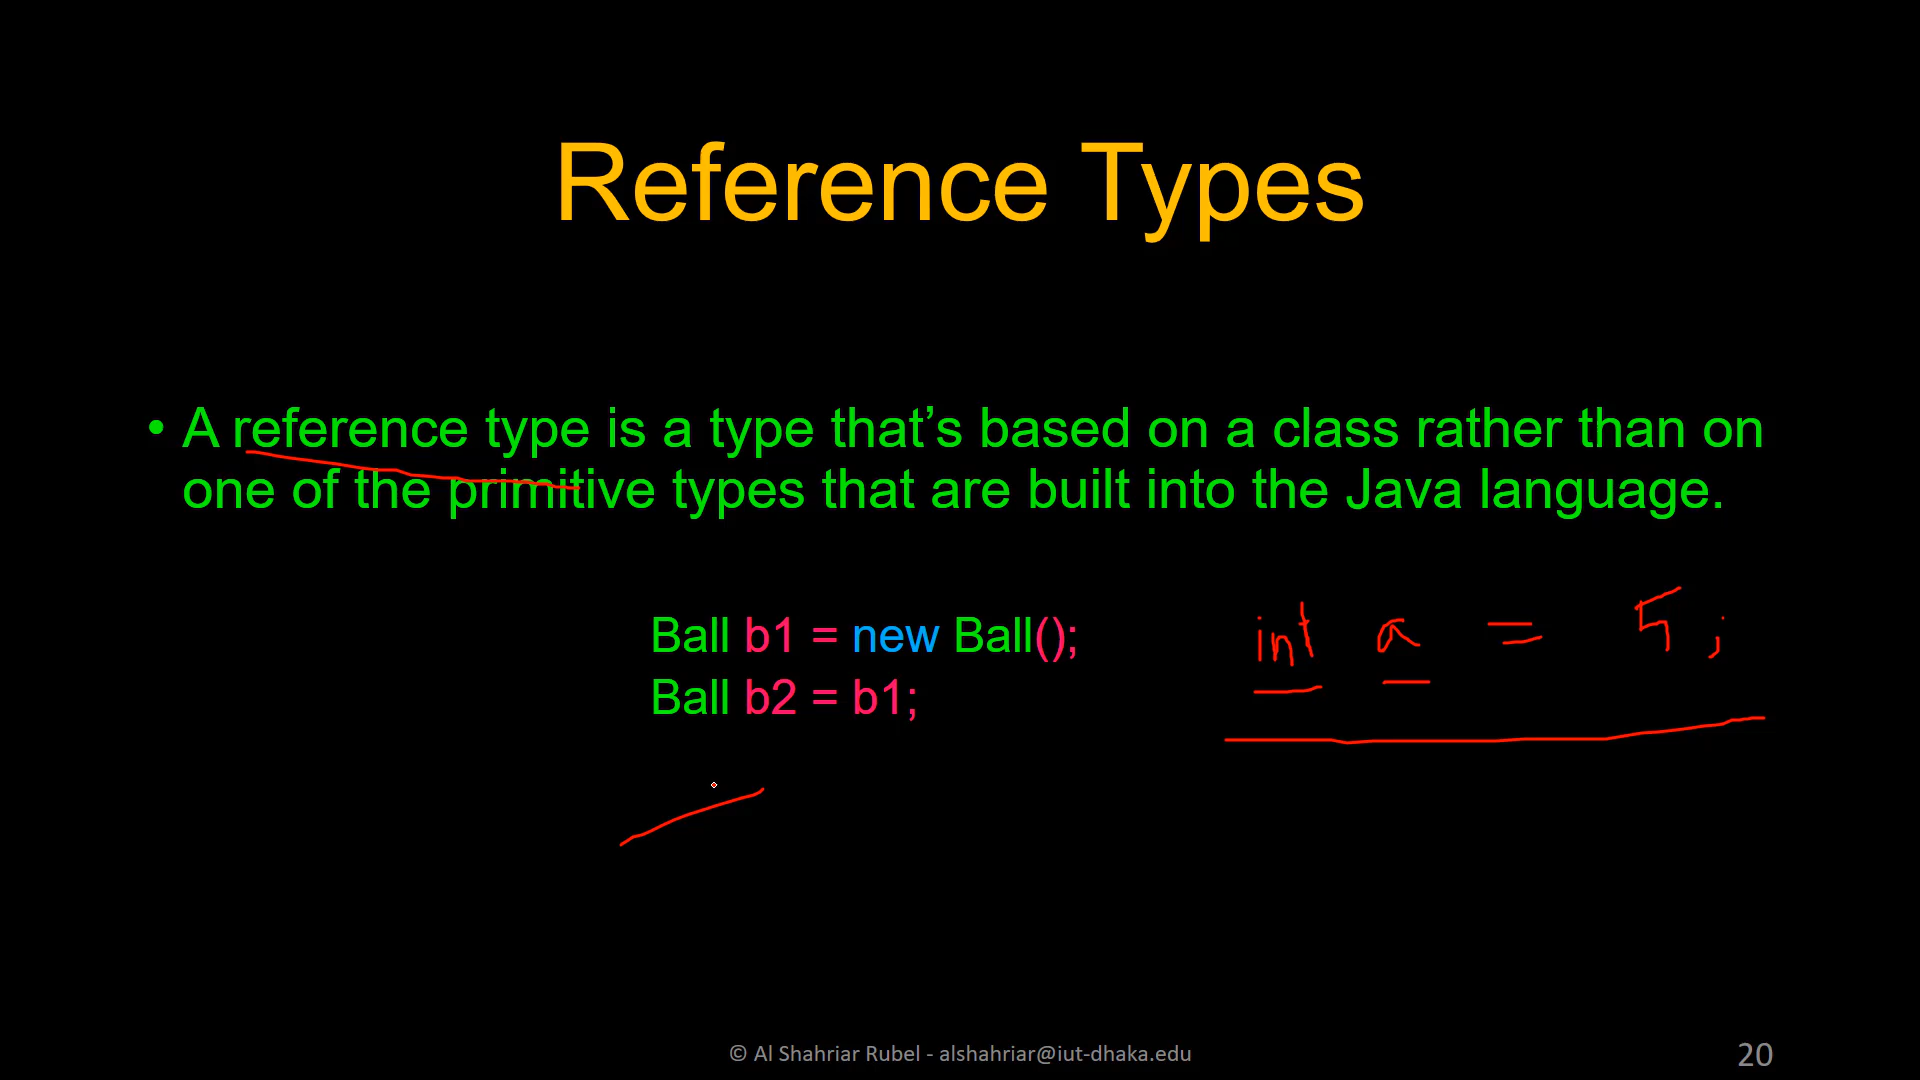 Reference Types
• A reference type is a type that’s based on a class rather than on
one of the primitive types that are built into the Java language.
Ball b1 = new Ball();
Ball b2 = b1;
int a = 5;
© Al Shahriar Rubel - alshahriar@iut-dhaka.edu
20